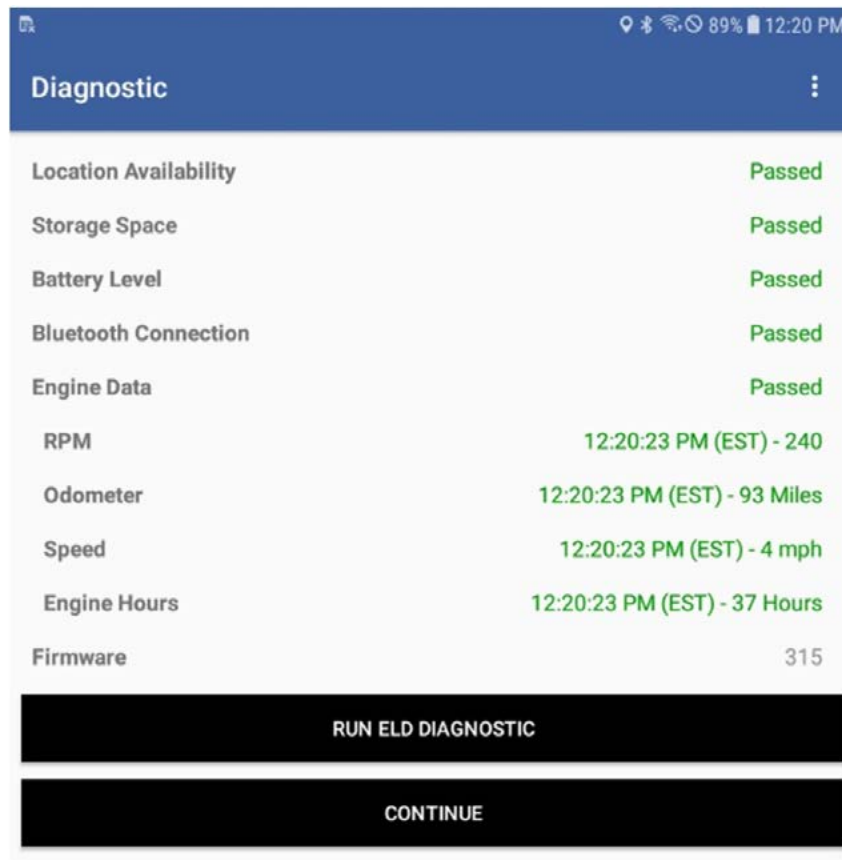 89% 12:20 PM
Diagnostic
Location Availability Passed
Storage Space Passed
Battery Level Passed
Bluetooth Connection Passed
Engine Data Passed
RPM 12:20:23 PM (EST) - 240
Odometer 12:20:23 PM (EST) - 93 Miles
Speed 12:20:23 PM (EST) - 4 mph
Engine Hours 12:20:23 PM (EST) - 37 Hours
Firmware 315
RUN ELD DIAGNOSTIC
CONTINUE